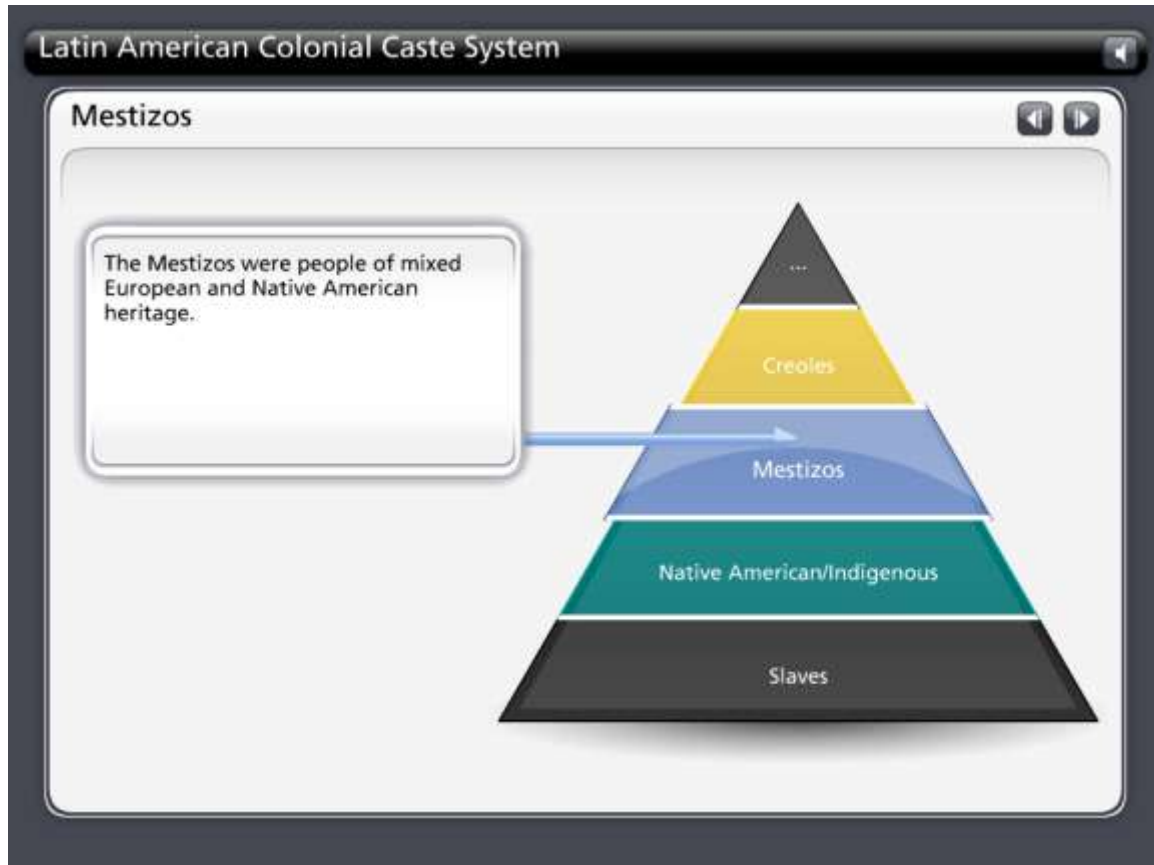 Latin American Colonial Caste System
Mestizos
The Mestizos were people of mixed
European and Native American
heritage.
...
Creoles
Mestizos
Native American/Indigenous
Slaves